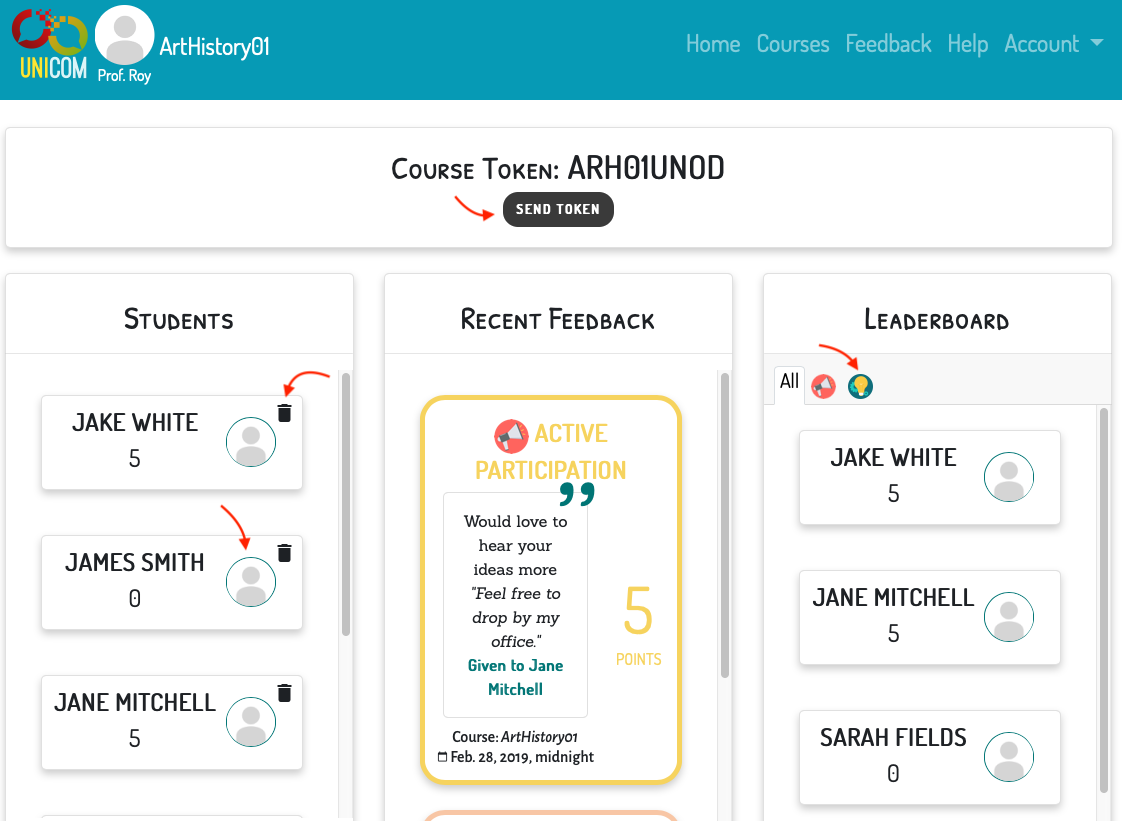 UNICOM
Prof. Roy
ArtHistory01
Home Courses Feedback Help Account
Course Token: ARH01UNOD
SEND TOKEN
Students
JAKE WHITE
5
JAMES SMITH
0
JANE MITCHELL
5
Recent Feedback
ACTIVE
PARTICIPATION
”
Would love to
hear your
ideas more
"Feel free to
drop by my
office."
Given to Jane
Mitchell
5
POINTS
Course: ArtHistory01
Feb. 28, 2019, midnight
Leaderboard
All
JAKE WHITE
5
JANE MITCHELL
5
SARAH FIELDS
0